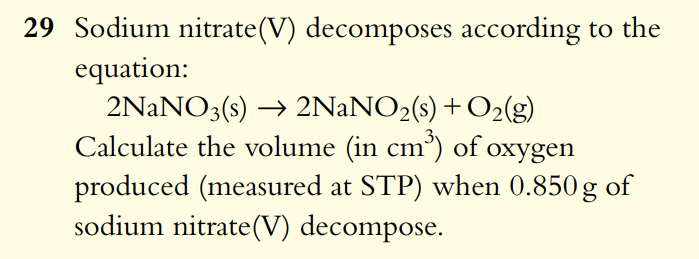 29 Sodium nitrate(V) decomposes according to the
equation:
2NaNO₃(s) → 2NaNO₂(s) + O₂(g)
Calculate the volume (in cm³) of oxygen
produced (measured at STP) when 0.850 g of
sodium nitrate(V) decompose.